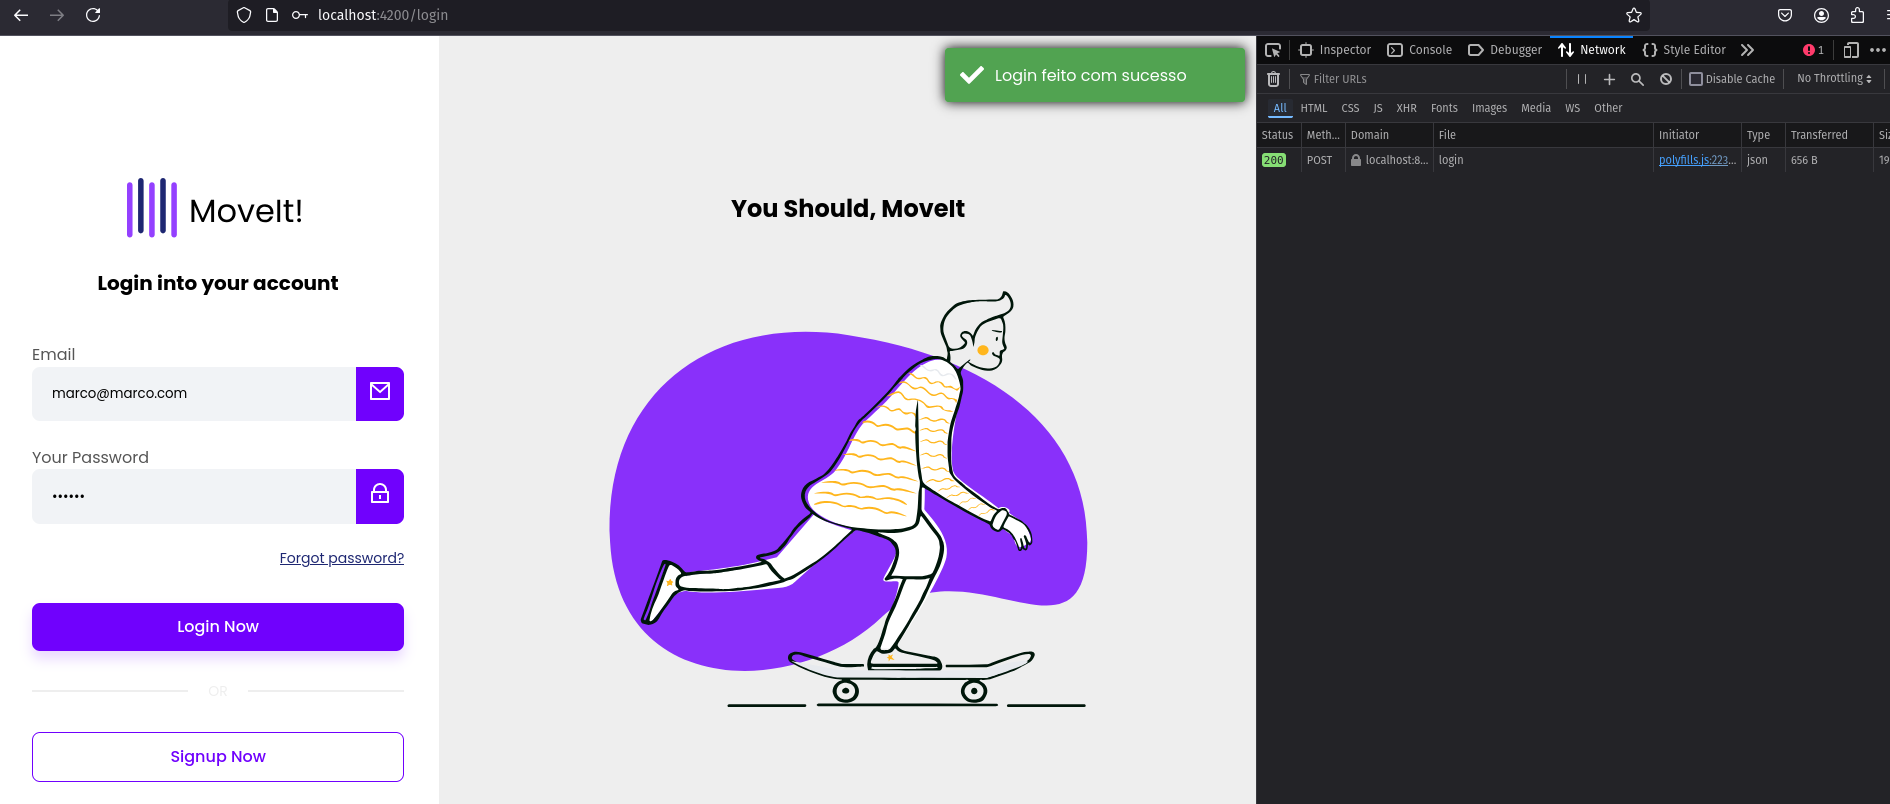 localhost:4200/login
Login feito com sucesso
Inspector
Console
Debugger
Network
Style Editor
1
Filter URLs
Disable Cache
No Throttling
All
HTML
CSS
JS
XHR
Fonts
Images
Media
WS
Other
Status
Meth...
Domain
File
Initiator
Type
Transferred
200
POST
localhost:8...
login
polyfills.js:223...
json
656 B
19
MoveIt!
Login into your account
Email
marco@marco.com
Your Password
••••••
Forgot password?
Login Now
OR
Signup Now
You Should, MoveIt